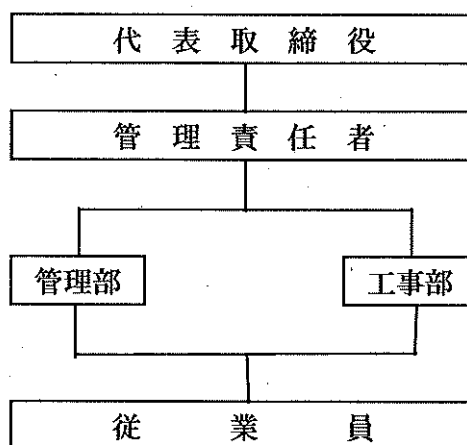 代表取締役
管理責任者
管理部 工事部
従業員